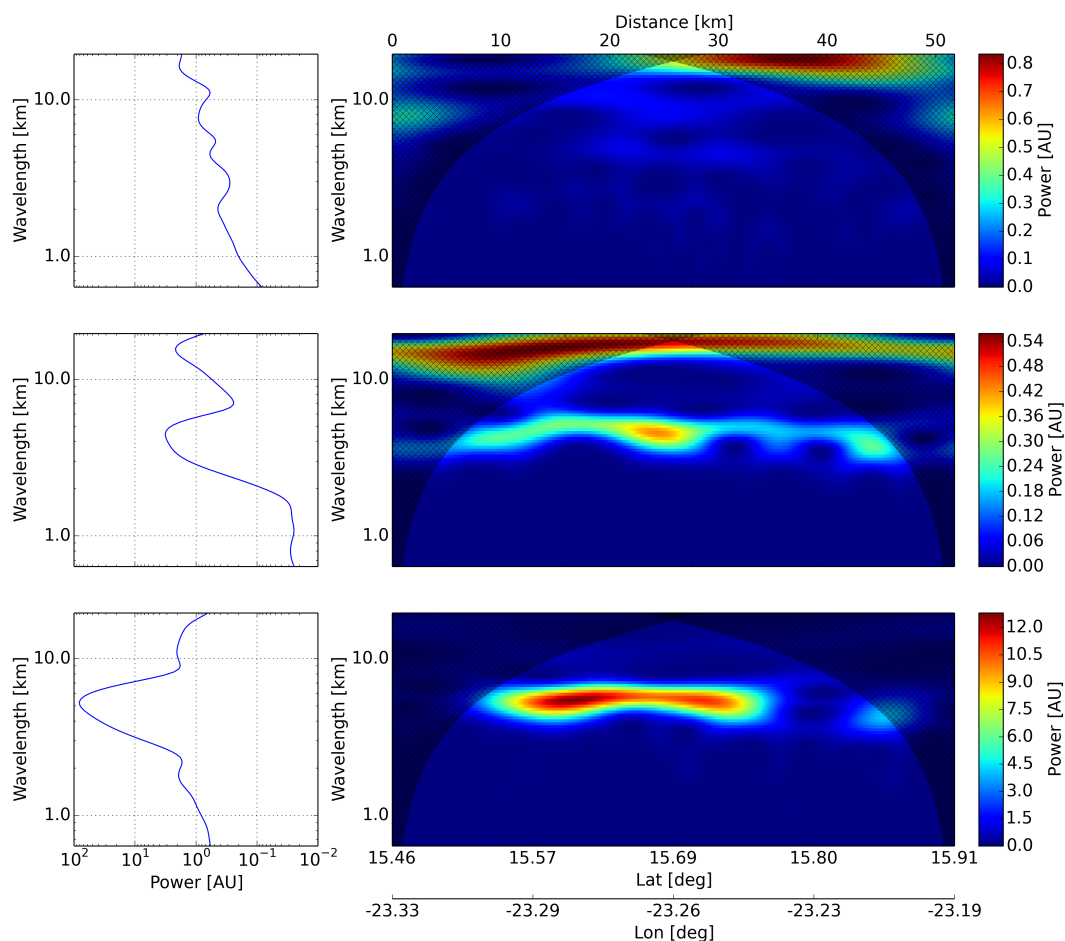 Distance [km]
0 10 20 30 40 50
10.0
1.0
Wavelength [km]
10.0
1.0
Wavelength [km]
0.8
0.7
0.6
0.5
0.4
0.3
0.2
0.1
0.0
Power [AU]
10.0
1.0
Wavelength [km]
10.0
1.0
Wavelength [km]
0.54
0.48
0.42
0.36
0.30
0.24
0.18
0.12
0.06
0.00
Power [AU]
10.0
1.0
Wavelength [km]
10.0
1.0
Wavelength [km]
12.0
10.5
9.0
7.5
6.0
4.5
3.0
1.5
0.0
Power [AU]
10² 10¹ 10⁰ 10⁻¹ 10⁻²
Power [AU]
15.46 15.57 15.69 15.80 15.91
Lat [deg]
-23.33 -23.29 -23.26 -23.23 -23.19
Lon [deg]